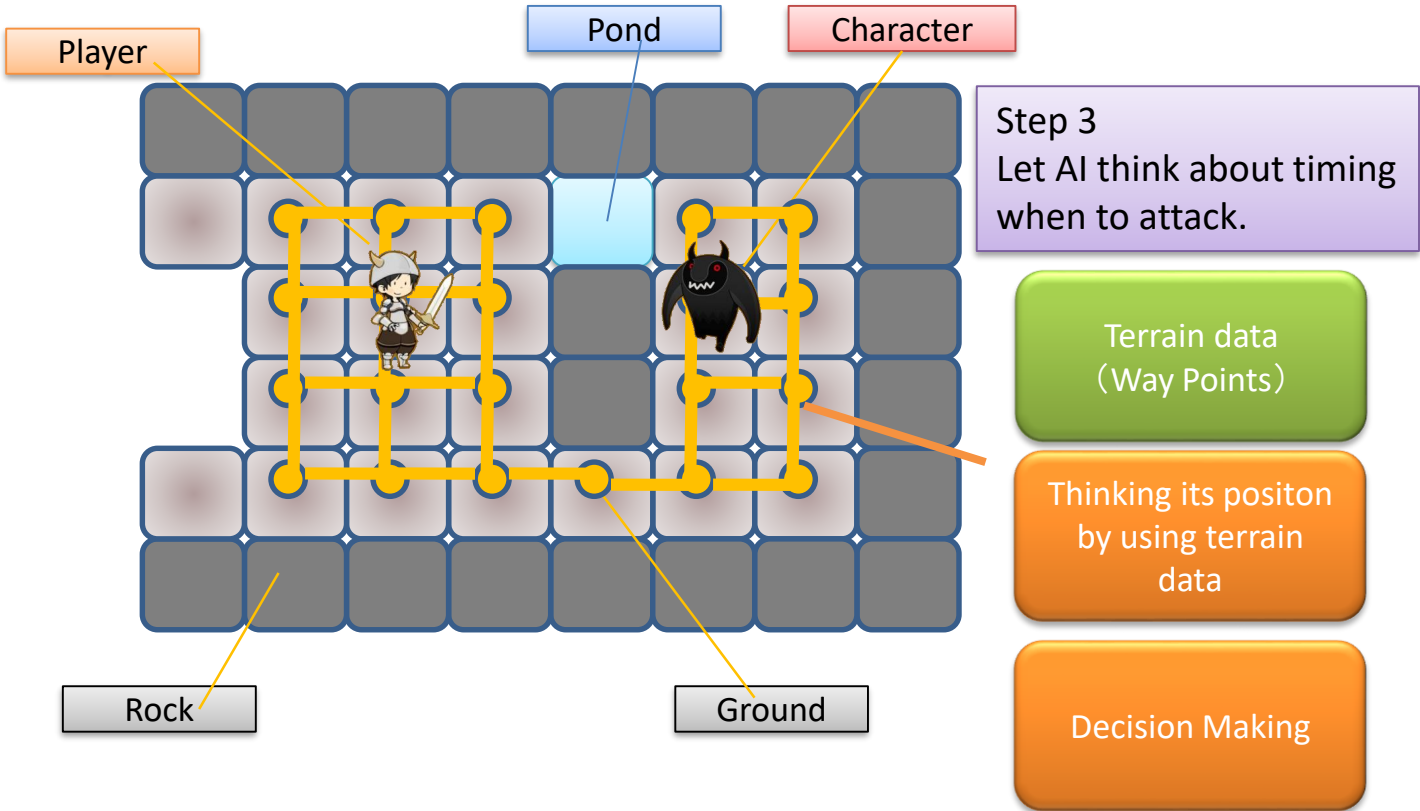 Pond
Character
Player
Step 3
Let AI think about timing
when to attack.
Terrain data
（Way Points）
Thinking its positon
by using terrain
data
Rock
Ground
Decision Making